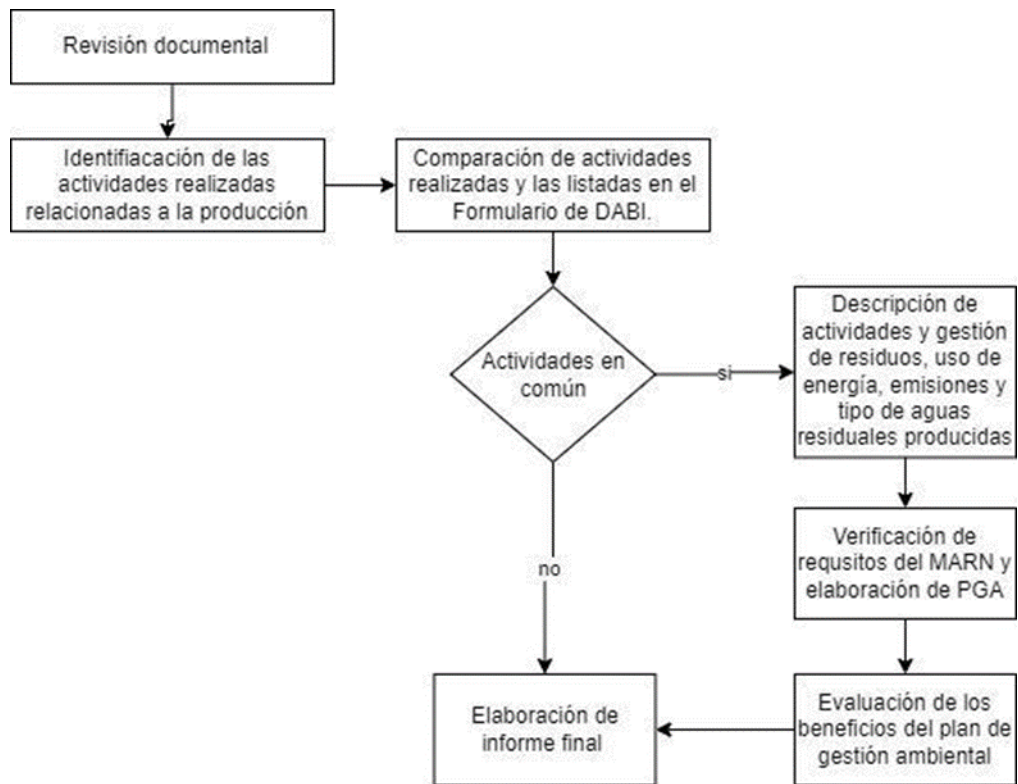 Revisión documental
Identifiacación de las
actividades realizadas
relacionadas a la producción
Comparación de actividades
realizadas y las listadas en el
Formulario de DABI.
Actividades en
común
si
Descripción de
actividades y gestión
de residuos, uso de
energía, emisiones y
tipo de aguas
residuales producidas
Verificación de
requsitos del MARN y
elaboración de PGA
no
Elaboración de
informe final
Evaluación de los
beneficios del plan de
gestión ambiental